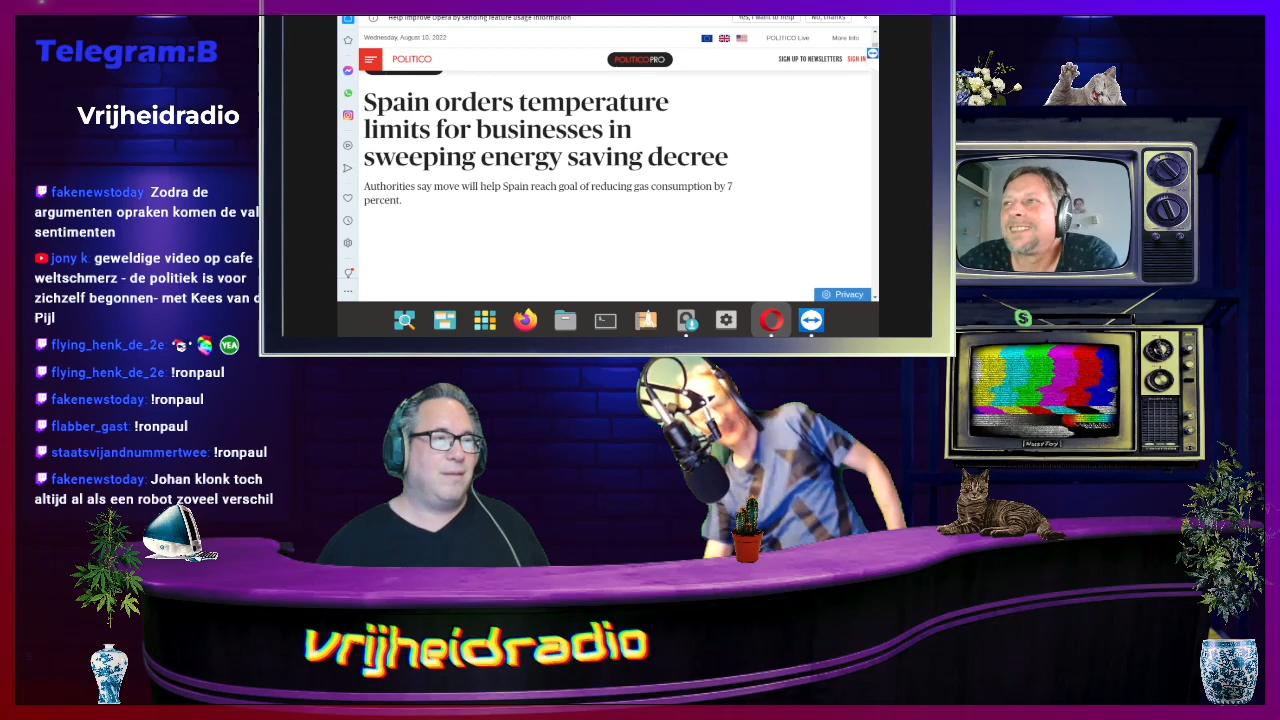 Help improve Opera by sending feature usage information
Yes, I want to help
No, thanks
Wednesday, August 10, 2022
POLITICO Live
More Info
POLITICO
POLITICOPRO
SIGN UP TO NEWSLETTERS
SIGN IN
Spain orders temperature
limits for businesses in
sweeping energy saving decree
Authorities say move will help Spain reach goal of reducing gas consumption by 7
percent.
Privacy
vrijheidradio
fakenewstoday: Zodra de
argumenten opraken komen de val
sentimenten
jony k: geweldige video op cafe
weltschmerz - de politiek is voor
zichtzelf begonnen met Kees van d
Pijl
flying_henk_de_2e: YEA
flying_henk_de_2e: !ronpaul
fakenewstoday: !ronpaul
flabber_gast: !ronpaul
slaafjandnummertwee: !ronpaul
fakenewstoday: Johan klonk toch
altijd al als een robot zoveel verschil
vrijheidradio